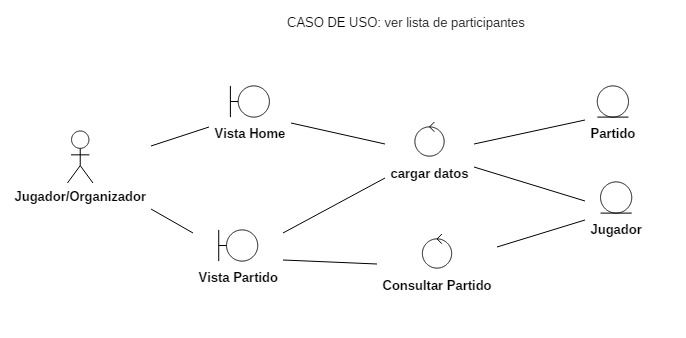 CASO DE USO: ver lista de participantes
Vista Home
Partido
cargar datos
Jugador/Organizador
Jugador
Vista Partido
Consultar Partido